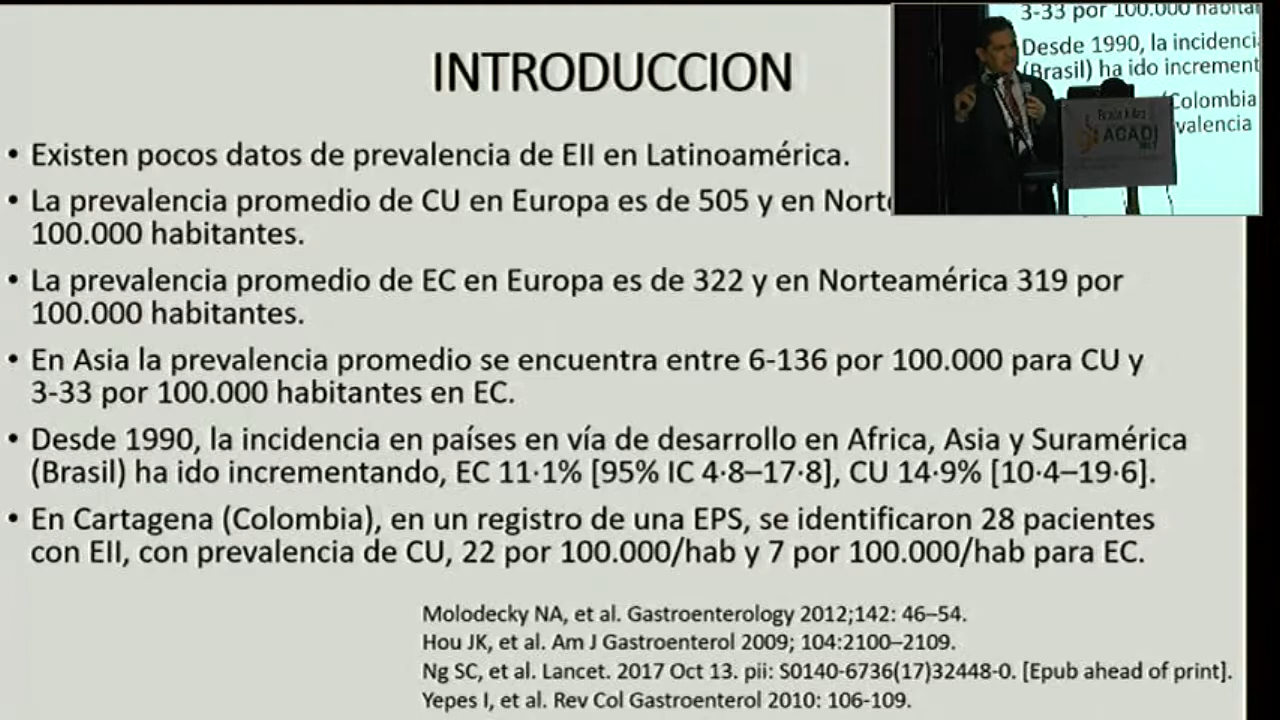 INTRODUCCION
• Existen pocos datos de prevalencia de EII en Latinoamérica.
• La prevalencia promedio de CU en Europa es de 505 y en
100.000 habitantes.
• La prevalencia promedio de EC en Europa es de 322 y en Norteamérica 319 por
100.000 habitantes.
• En Asia la prevalencia promedio se encuentra entre 6-136 por 100.000 para CU y
3-33 por 100.000 habitantes en EC.
• Desde 1990, la incidencia en países en vía de desarrollo en Africa, Asia y Suramérica
(Brasil) ha ido incrementando, EC 11·1% [95% IC 4·8–17·8], CU 14·9% [10·4–19·6].
• En Cartagena (Colombia), en un registro de una EPS, se identificaron 28 pacientes
con EII, con prevalencia de CU, 22 por 100.000/hab y 7 por 100.000/hab para EC.
Molodecky NA, et al. Gastroenterology 2012;142: 46–54.
Hou JK, et al. Am J Gastroenterol 2009; 104:2100–2109.
Ng SC, et al. Lancet. 2017 Oct 13. pii: S0140-6736(17)32448-0. [Epub ahead of print].
Yepes I, et al. Rev Col Gastroenterol 2010: 106-109.
3-33 por 100.000
Desde 1990, la
(Brasil) ha ido
Colombia
ACADI